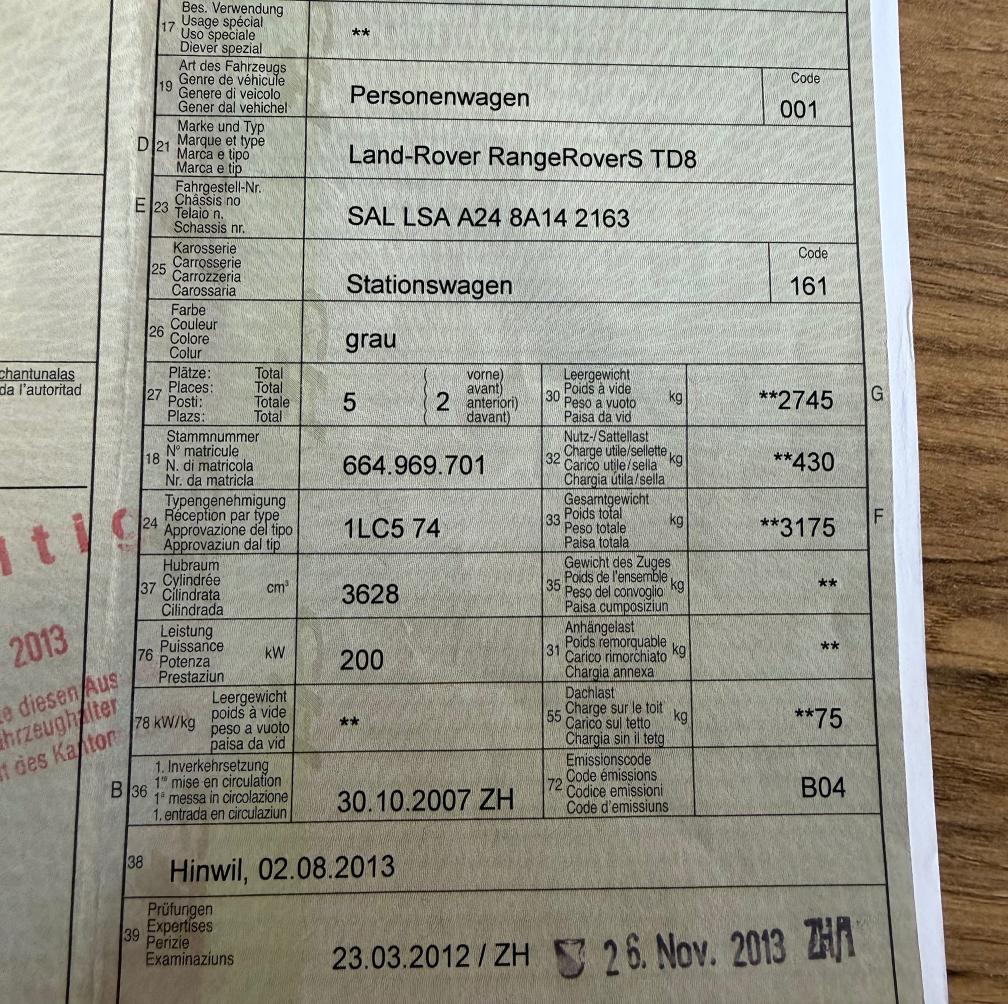 17
Bes. Verwendung
Usage spécial
Uso speciale
Diever spezial
**
19
Art des Fahrzeugs
Genre de véhicule
Genere di veicolo
Gener dal vehichel
Personenwagen
Code
001
D
21
Marke und Typ
Marque et type
Marca e tipo
Marca e tip
Land-Rover RangeRoverS TD8
E
23
Fahrgestell-Nr.
Châssis no
Telaio n.
Schassis nr.
SAL LSA A24 8A14 2163
25
Karosserie
Carrosserie
Carrozzeria
Carossaria
Stationswagen
Code
161
26
Farbe
Couleur
Colore
Colur
grau
chantunalas
da l'autoritad
27
Plätze: Total
Places: Total
Posti: Totale
Plazs: Total
5
( 2
vorne)
avant)
anteriori)
davant)
30
Leergewicht
Poids à vide
Peso a vuoto
Paisa da vid
kg
**2745
G
18
Stammnummer
N° matricule
N. di matricola
Nr. da matricla
664.969.701
32
Nutz-/Sattellast
Charge utile/sellette
Carico utile/sella
Chargia útila/sella
kg
**430
24
Typengenehmigung
Réception par type
Approvazione del tipo
Approvaziun dal tip
1LC5 74
33
Gesamtgewicht
Poids total
Peso totale
Paisa totala
kg
**3175
F
37
Hubraum
Cylindrée
Cilindrata
Cilindrada
cm³
3628
35
Gewicht des Zuges
Poids de l'ensemble
Peso del convoglio
Paisa cumposiziun
kg
**
76
Leistung
Puissance
Potenza
Prestaziun
kW
200
31
Anhängelast
Poids remorquable
Carico rimorchiato
Chargia annexa
kg
**
2013
e diesen Aus
ahrzeughalter
n des Kanton
78 kW/kg
Leergewicht
poids à vide
peso a vuoto
paisa da vid
**
55
Dachlast
Charge sur le toit
Carico sul tetto
Chargia sin il tetg
kg
**75
B
36
1. Inverkehrsetzung
1re mise en circulation
1a messa in circolazione
1. entrada en circulaziun
30.10.2007 ZH
72
Emissionscode
Code émissions
Codice emissioni
Code d'emissiuns
B04
38
Hinwil, 02.08.2013
39
Prüfungen
Expertises
Perizie
Examinaziuns
23.03.2012 / ZH
26. Nov. 2013